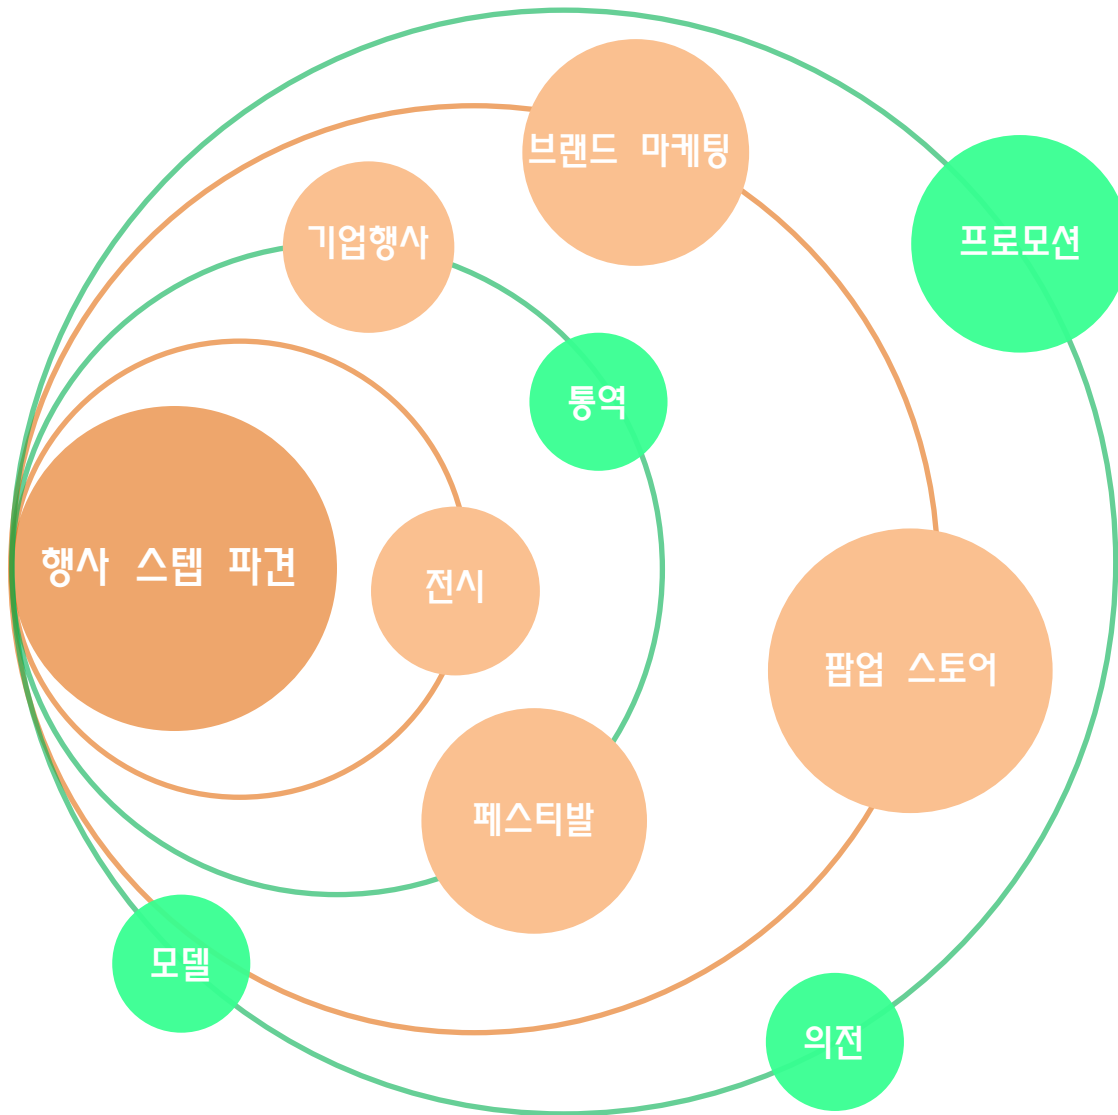 브랜드 마케팅
기업행사
프로모션
통역
행사 스텝 파견
전시
팝업 스토어
페스티발
모델
의전